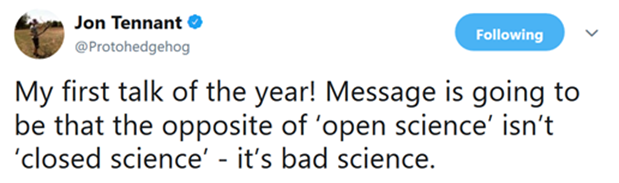 Jon Tennant
@Protohedgehog
Following
My first talk of the year! Message is going to
be that the opposite of ‘open science’ isn’t
‘closed science’ - it’s bad science.